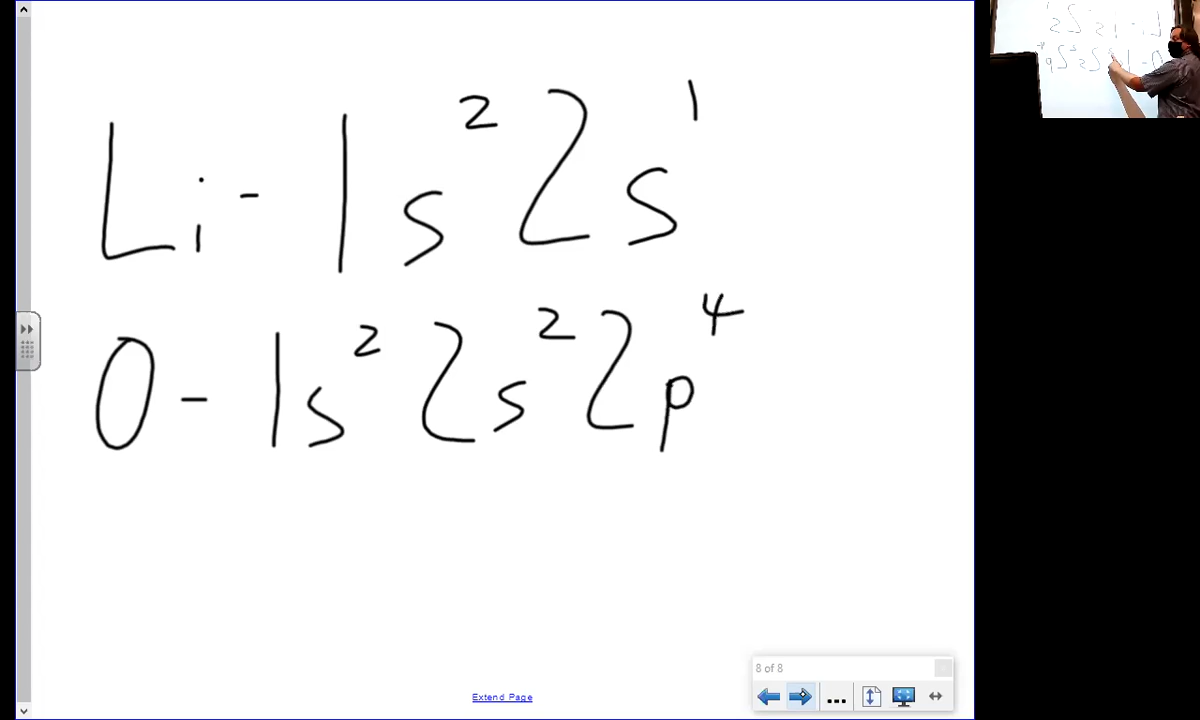 Li - 1s² 2s¹
O - 1s² 2s² 2p⁴
8 of 8
Extend Page